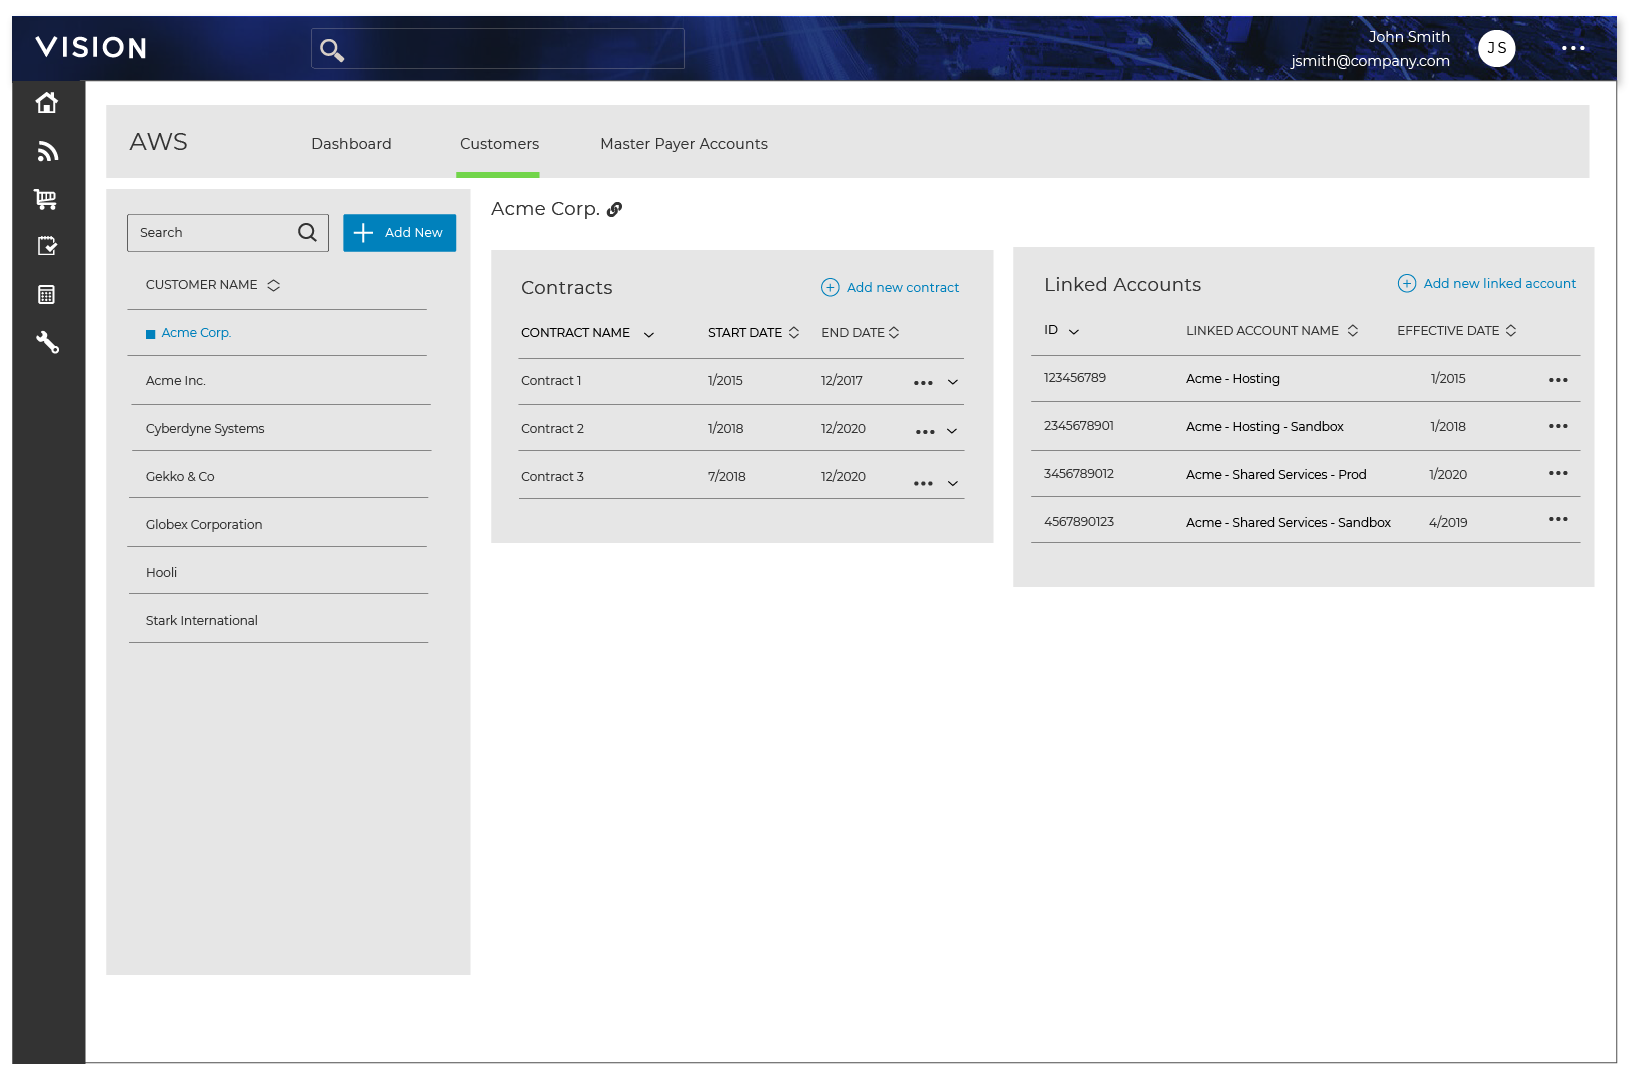 VISION
John Smith
jsmith@company.com
JS
AWS
Dashboard
Customers
Master Payer Accounts
Search
Add New
CUSTOMER NAME
Acme Corp.
Acme Inc.
Cyberdyne Systems
Gekko & Co
Globex Corporation
Hooli
Stark International
Acme Corp.
Contracts
Add new contract
CONTRACT NAME START DATE END DATE
Contract 1 1/2015 12/2017
Contract 2 1/2018 12/2020
Contract 3 7/2018 12/2020
Linked Accounts
Add new linked account
ID LINKED ACCOUNT NAME EFFECTIVE DATE
123456789 Acme - Hosting 1/2015
2345678901 Acme - Hosting - Sandbox 1/2018
3456789012 Acme - Shared Services - Prod 1/2020
4567890123 Acme - Shared Services - Sandbox 4/2019